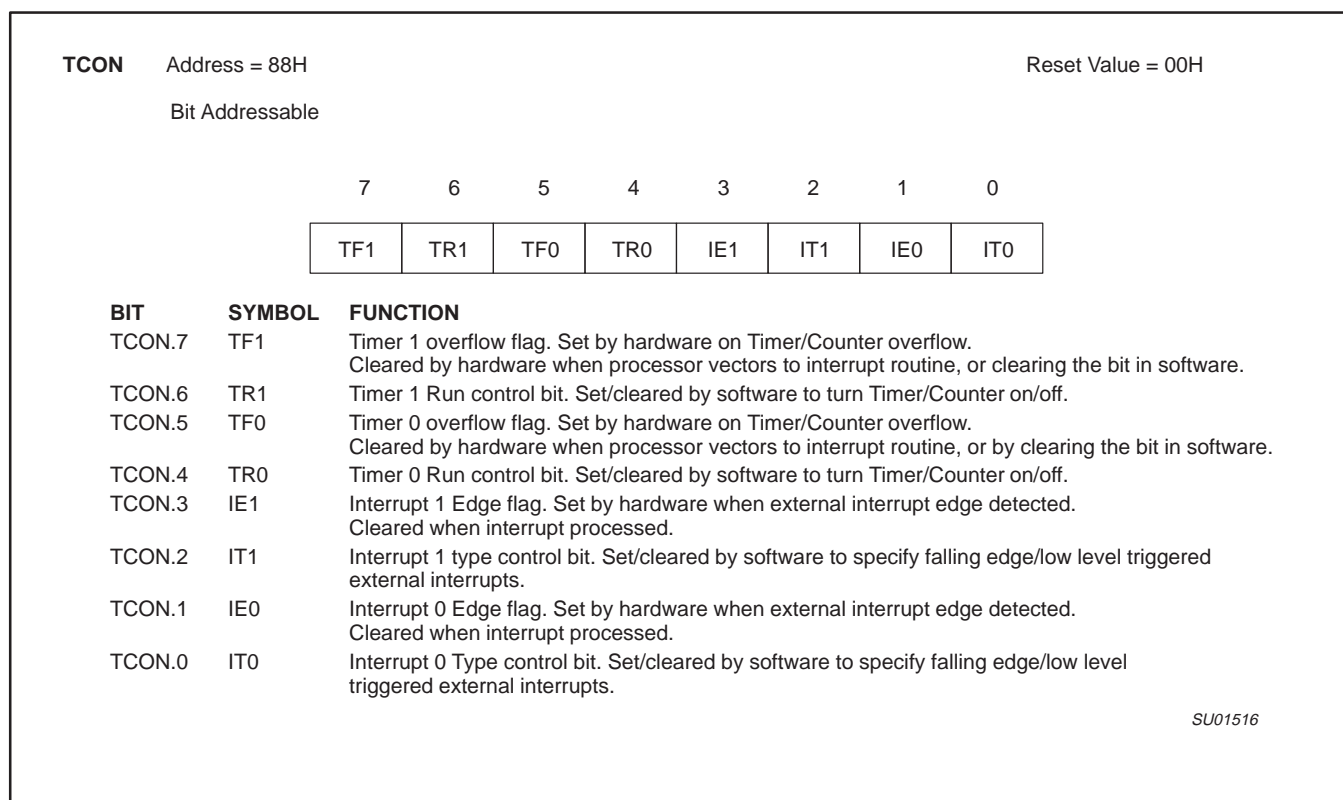 TCON Address = 88H Reset Value = 00H
Bit Addressable
7 6 5 4 3 2 1 0
TF1 TR1 TF0 TR0 IE1 IT1 IE0 IT0
BIT SYMBOL FUNCTION
TCON.7 TF1 Timer 1 overflow flag. Set by hardware on Timer/Counter overflow.
Cleared by hardware when processor vectors to interrupt routine, or clearing the bit in software.
TCON.6 TR1 Timer 1 Run control bit. Set/cleared by software to turn Timer/Counter on/off.
TCON.5 TF0 Timer 0 overflow flag. Set by hardware on Timer/Counter overflow.
Cleared by hardware when processor vectors to interrupt routine, or by clearing the bit in software.
TCON.4 TR0 Timer 0 Run control bit. Set/cleared by software to turn Timer/Counter on/off.
TCON.3 IE1 Interrupt 1 Edge flag. Set by hardware when external interrupt edge detected.
Cleared when interrupt processed.
TCON.2 IT1 Interrupt 1 type control bit. Set/cleared by software to specify falling edge/low level triggered
external interrupts.
TCON.1 IE0 Interrupt 0 Edge flag. Set by hardware when external interrupt edge detected.
Cleared when interrupt processed.
TCON.0 IT0 Interrupt 0 Type control bit. Set/cleared by software to specify falling edge/low level
triggered external interrupts.
SU01516